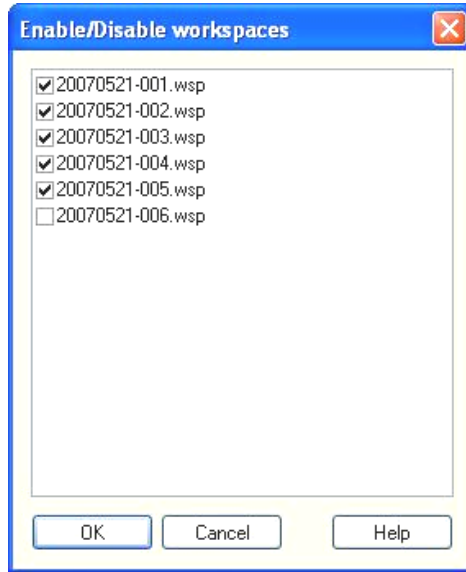 Enable/Disable workspaces
20070521-001.wsp
20070521-002.wsp
20070521-003.wsp
20070521-004.wsp
20070521-005.wsp
20070521-006.wsp
OK Cancel Help